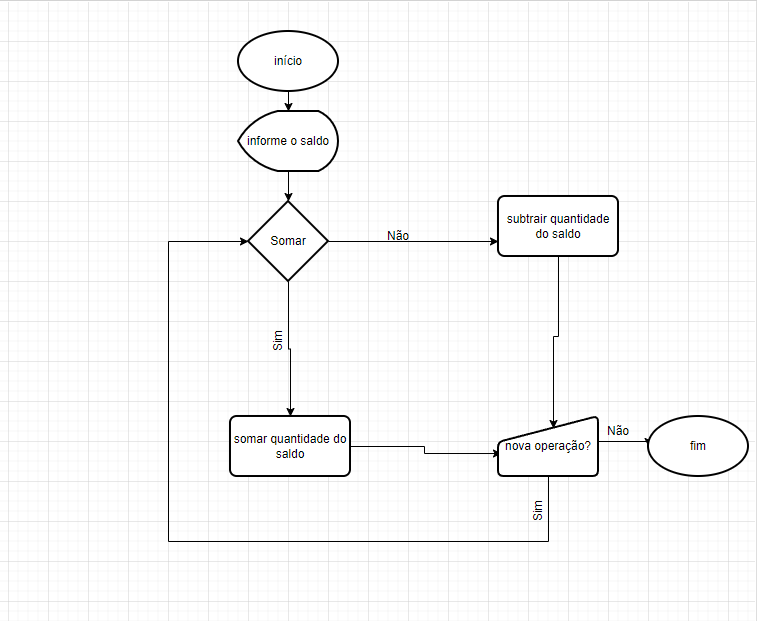 início
informe o saldo
Somar
Não
subtrair quantidade
do saldo
Sim
somar quantidade do
saldo
nova operação?
Não
fim
Sim